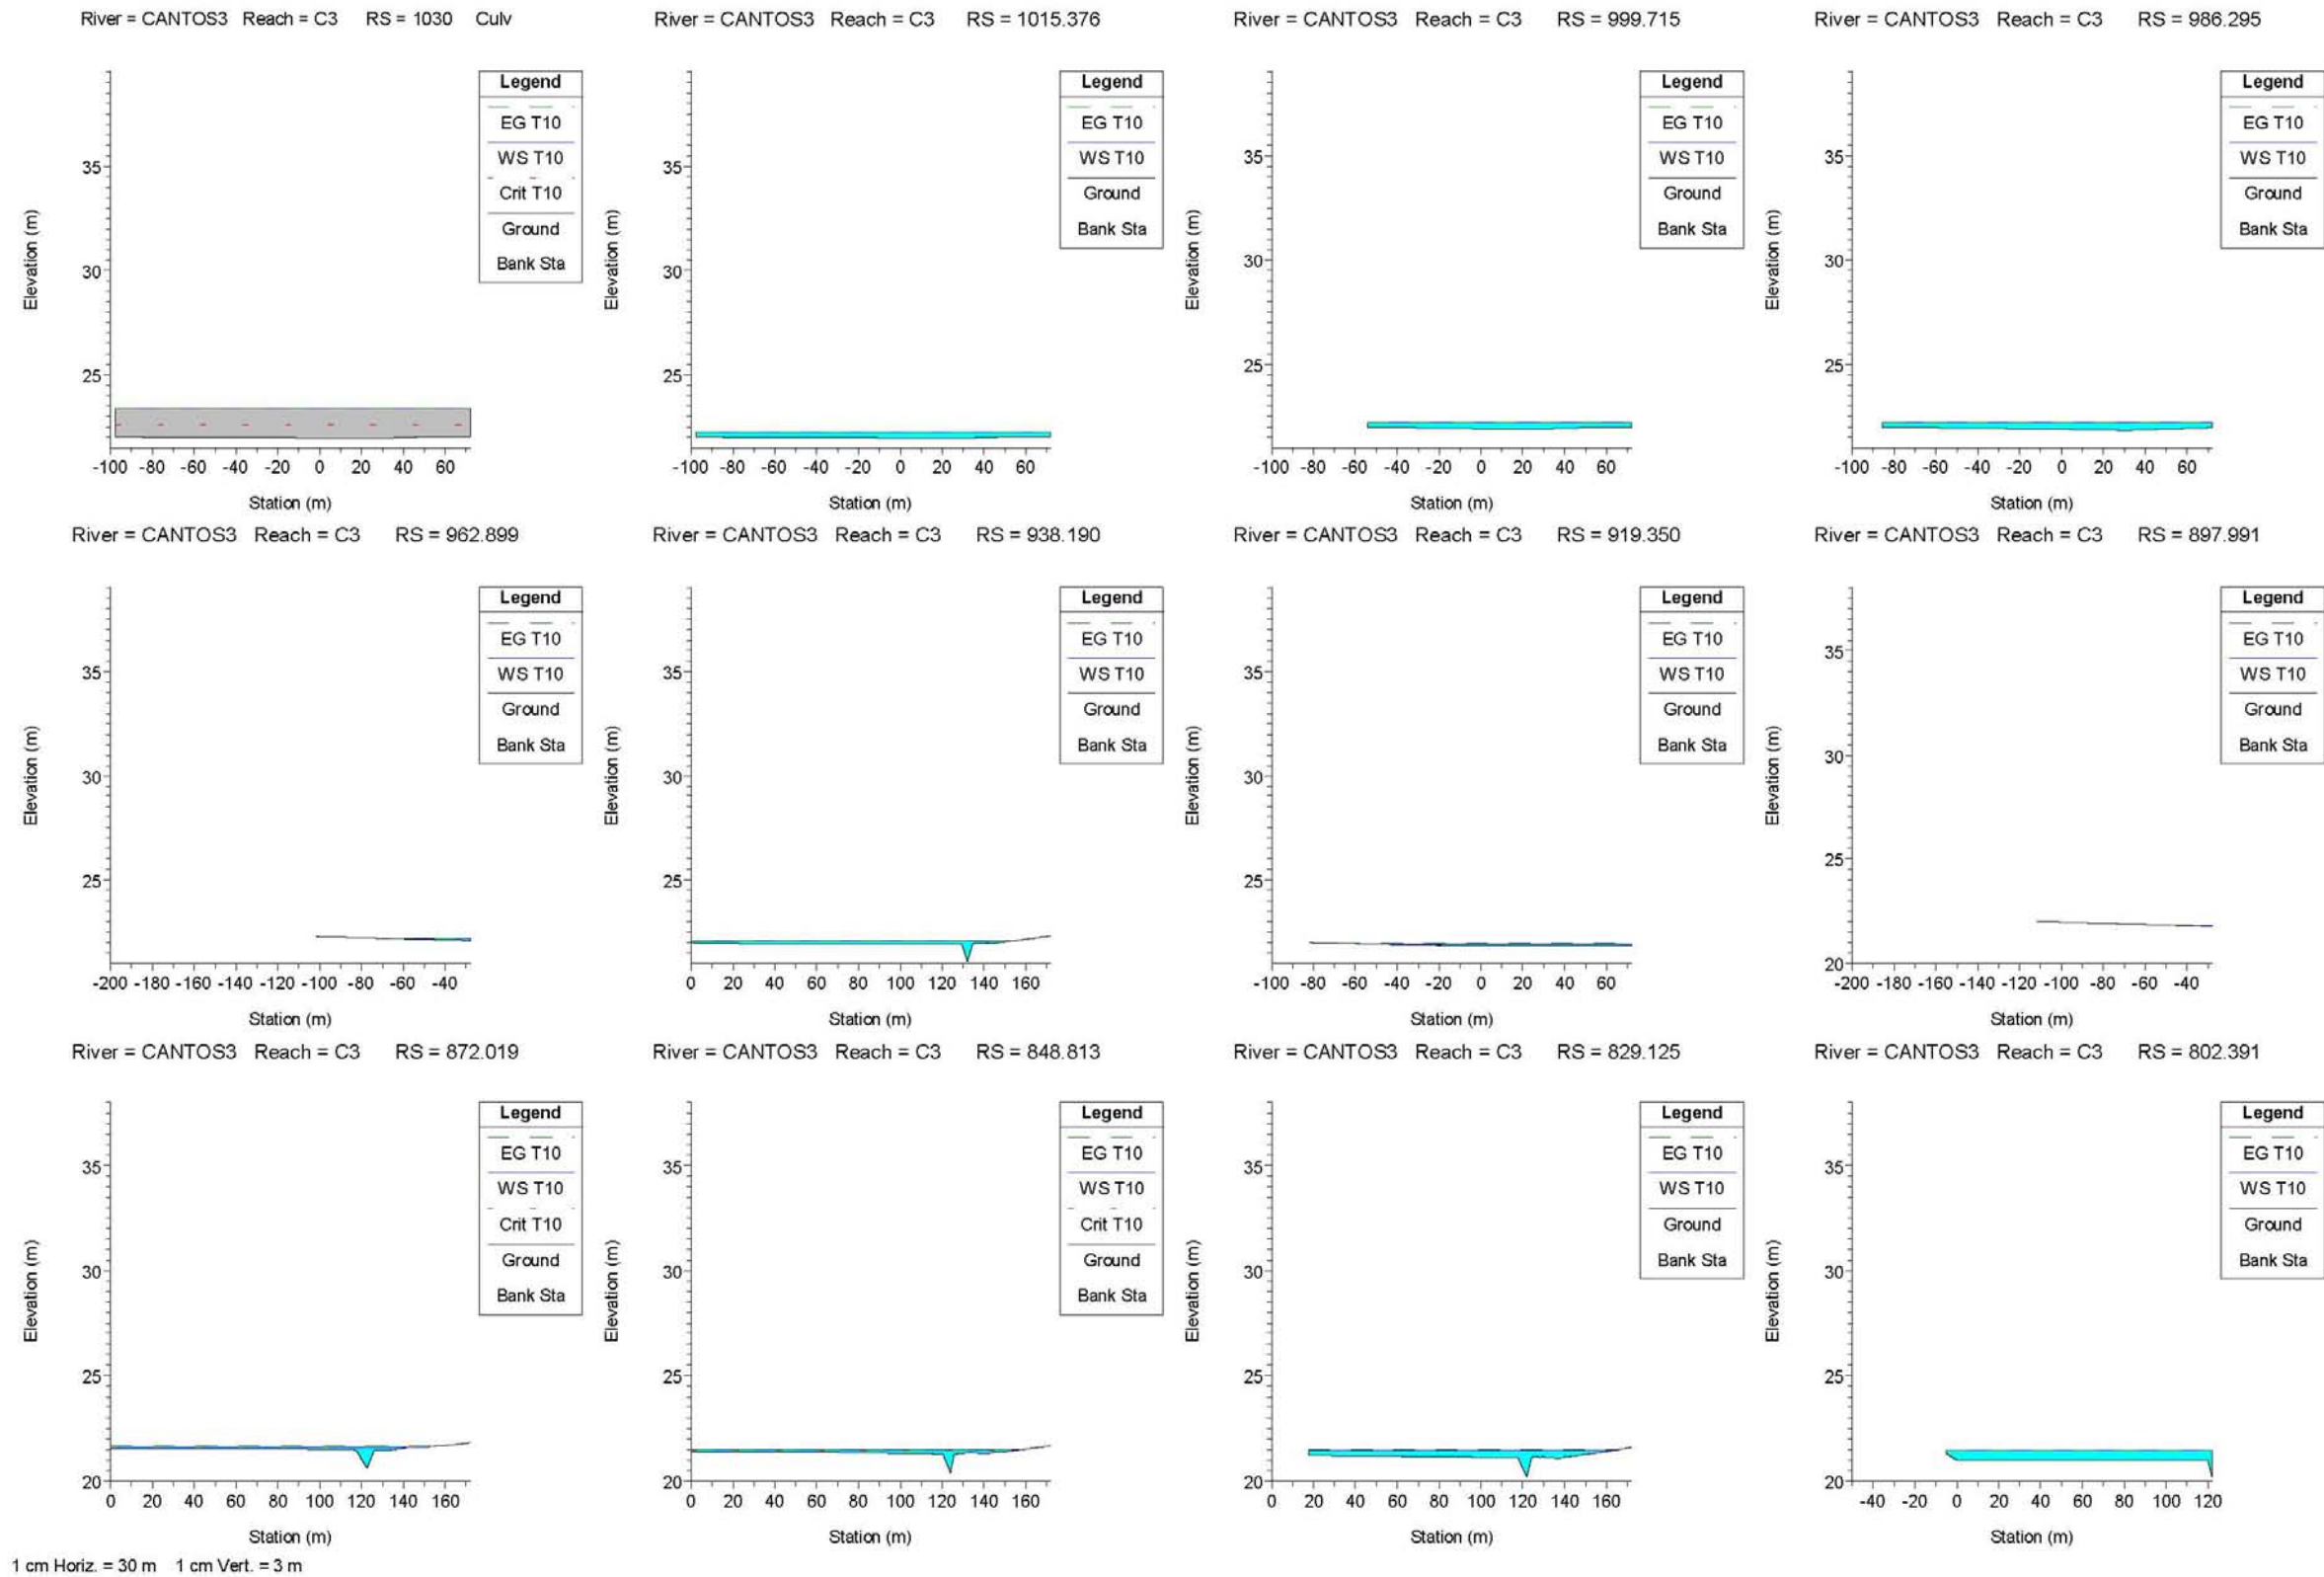 River = CANTOS3 Reach = C3 RS = 1030 Culv
Elevation (m)
35
30
25
-100 -80 -60 -40 -20 0 20 40 60
Station (m)
Legend
EG T10
WS T10
Crit T10
Ground
Bank Sta
River = CANTOS3 Reach = C3 RS = 1015.376
Elevation (m)
35
30
25
-100 -80 -60 -40 -20 0 20 40 60
Station (m)
Legend
EG T10
WS T10
Ground
Bank Sta
River = CANTOS3 Reach = C3 RS = 999.715
Elevation (m)
35
30
25
-100 -80 -60 -40 -20 0 20 40 60
Station (m)
Legend
EG T10
WS T10
Ground
Bank Sta
River = CANTOS3 Reach = C3 RS = 986.295
Elevation (m)
35
30
25
-100 -80 -60 -40 -20 0 20 40 60
Station (m)
Legend
EG T10
WS T10
Ground
Bank Sta
River = CANTOS3 Reach = C3 RS = 962.899
Elevation (m)
35
30
25
-200 -180 -160 -140 -120 -100 -80 -60 -40
Station (m)
Legend
EG T10
WS T10
Ground
Bank Sta
River = CANTOS3 Reach = C3 RS = 938.190
Elevation (m)
35
30
25
0 20 40 60 80 100 120 140 160
Station (m)
Legend
EG T10
WS T10
Ground
Bank Sta
River = CANTOS3 Reach = C3 RS = 919.350
Elevation (m)
35
30
25
-100 -80 -60 -40 -20 0 20 40 60
Station (m)
Legend
EG T10
WS T10
Ground
Bank Sta
River = CANTOS3 Reach = C3 RS = 897.991
Elevation (m)
35
30
25
20
-200 -180 -160 -140 -120 -100 -80 -60 -40
Station (m)
Legend
EG T10
WS T10
Ground
Bank Sta
River = CANTOS3 Reach = C3 RS = 872.019
Elevation (m)
35
30
25
20
0 20 40 60 80 100 120 140 160
Station (m)
Legend
EG T10
WS T10
Crit T10
Ground
Bank Sta
River = CANTOS3 Reach = C3 RS = 848.813
Elevation (m)
35
30
25
20
0 20 40 60 80 100 120 140 160
Station (m)
Legend
EG T10
WS T10
Crit T10
Ground
Bank Sta
River = CANTOS3 Reach = C3 RS = 829.125
Elevation (m)
35
30
25
20
0 20 40 60 80 100 120 140 160
Station (m)
Legend
EG T10
WS T10
Ground
Bank Sta
River = CANTOS3 Reach = C3 RS = 802.391
Elevation (m)
35
30
25
20
-40 -20 0 20 40 60 80 100 120
Station (m)
Legend
EG T10
WS T10
Ground
Bank Sta
1 cm Horiz. = 30 m 1 cm Vert. = 3 m